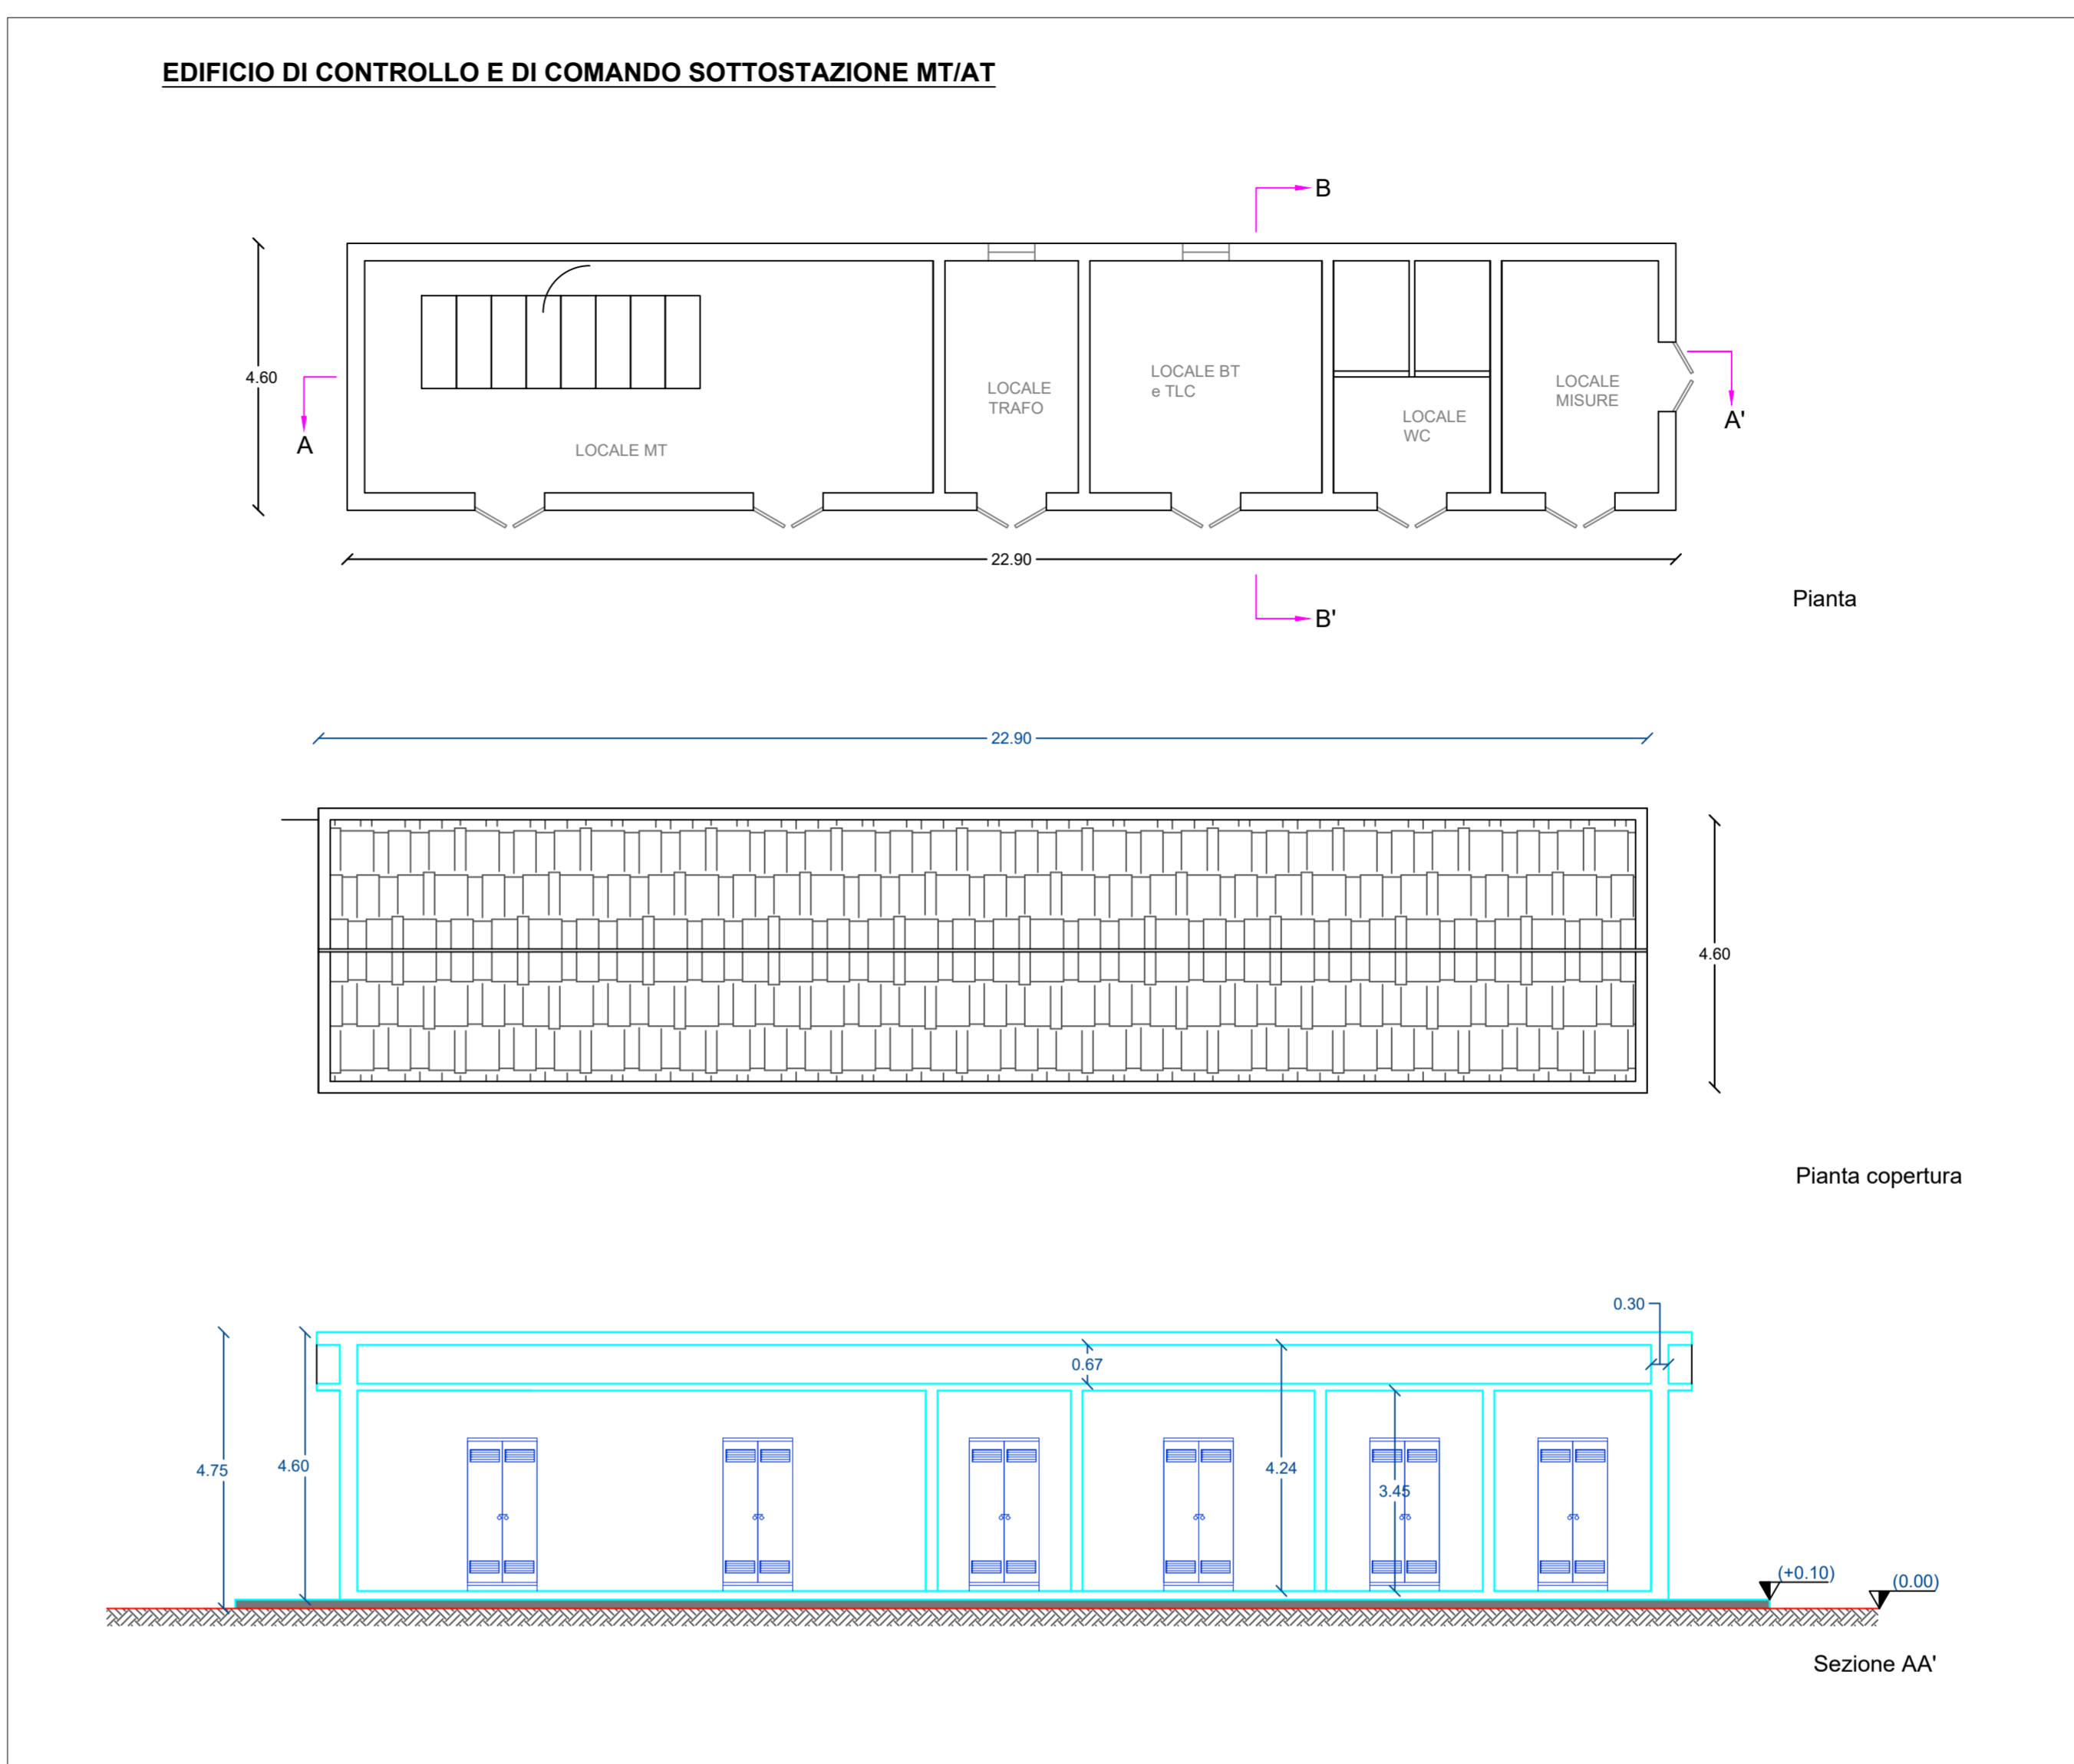 EDIFICIO DI CONTROLLO E DI COMANDO SOTTOSTAZIONE MT/AT
B
4.60
A
LOCALE MT
LOCALE
TRAFO
LOCALE BT
e TLC
LOCALE
WC
LOCALE
MISURE
A'
22.90
B'
Pianta
22.90
4.60
Pianta copertura
0.30
0.67
4.75
4.60
4.24
3.45
(+0.10)
(0.00)
Sezione AA'